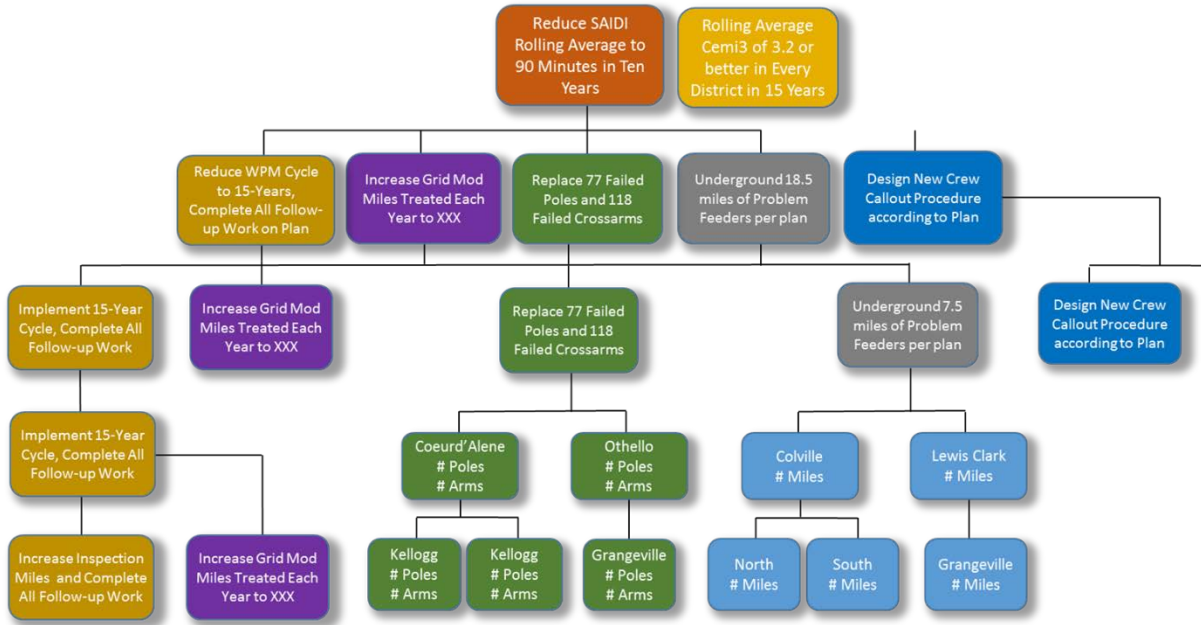 Reduce SAIDI
Rolling Average to
90 Minutes in Ten
Years
Rolling Average
Cemi3 of 3.2 or
better in Every
District in 15 Years
Reduce WPM Cycle
to 15-Years,
Complete All Follow-
up Work on Plan
Increase Grid Mod
Miles Treated Each
Year to XXX
Replace 77 Failed
Poles and 118
Failed Crossarms
Underground 18.5
miles of Problem
Feeders per plan
Design New Crew
Callout Procedure
according to Plan
Implement 15-Year
Cycle, Complete All
Follow-up Work
Increase Grid Mod
Miles Treated Each
Year to XXX
Replace 77 Failed
Poles and 118
Failed Crossarms
Underground 7.5
miles of Problem
Feeders per plan
Design New Crew
Callout Procedure
according to Plan
Implement 15-Year
Cycle, Complete All
Follow-up Work
Coeurd’Alene
# Poles
# Arms
Othello
# Poles
# Arms
Colville
# Miles
Lewis Clark
# Miles
Increase Inspection
Miles and Complete
All Follow-up Work
Increase Grid Mod
Miles Treated Each
Year to XXX
Kellogg
# Poles
# Arms
Kellogg
# Poles
# Arms
Grangeville
# Poles
# Arms
North
# Miles
South
# Miles
Grangeville
# Miles